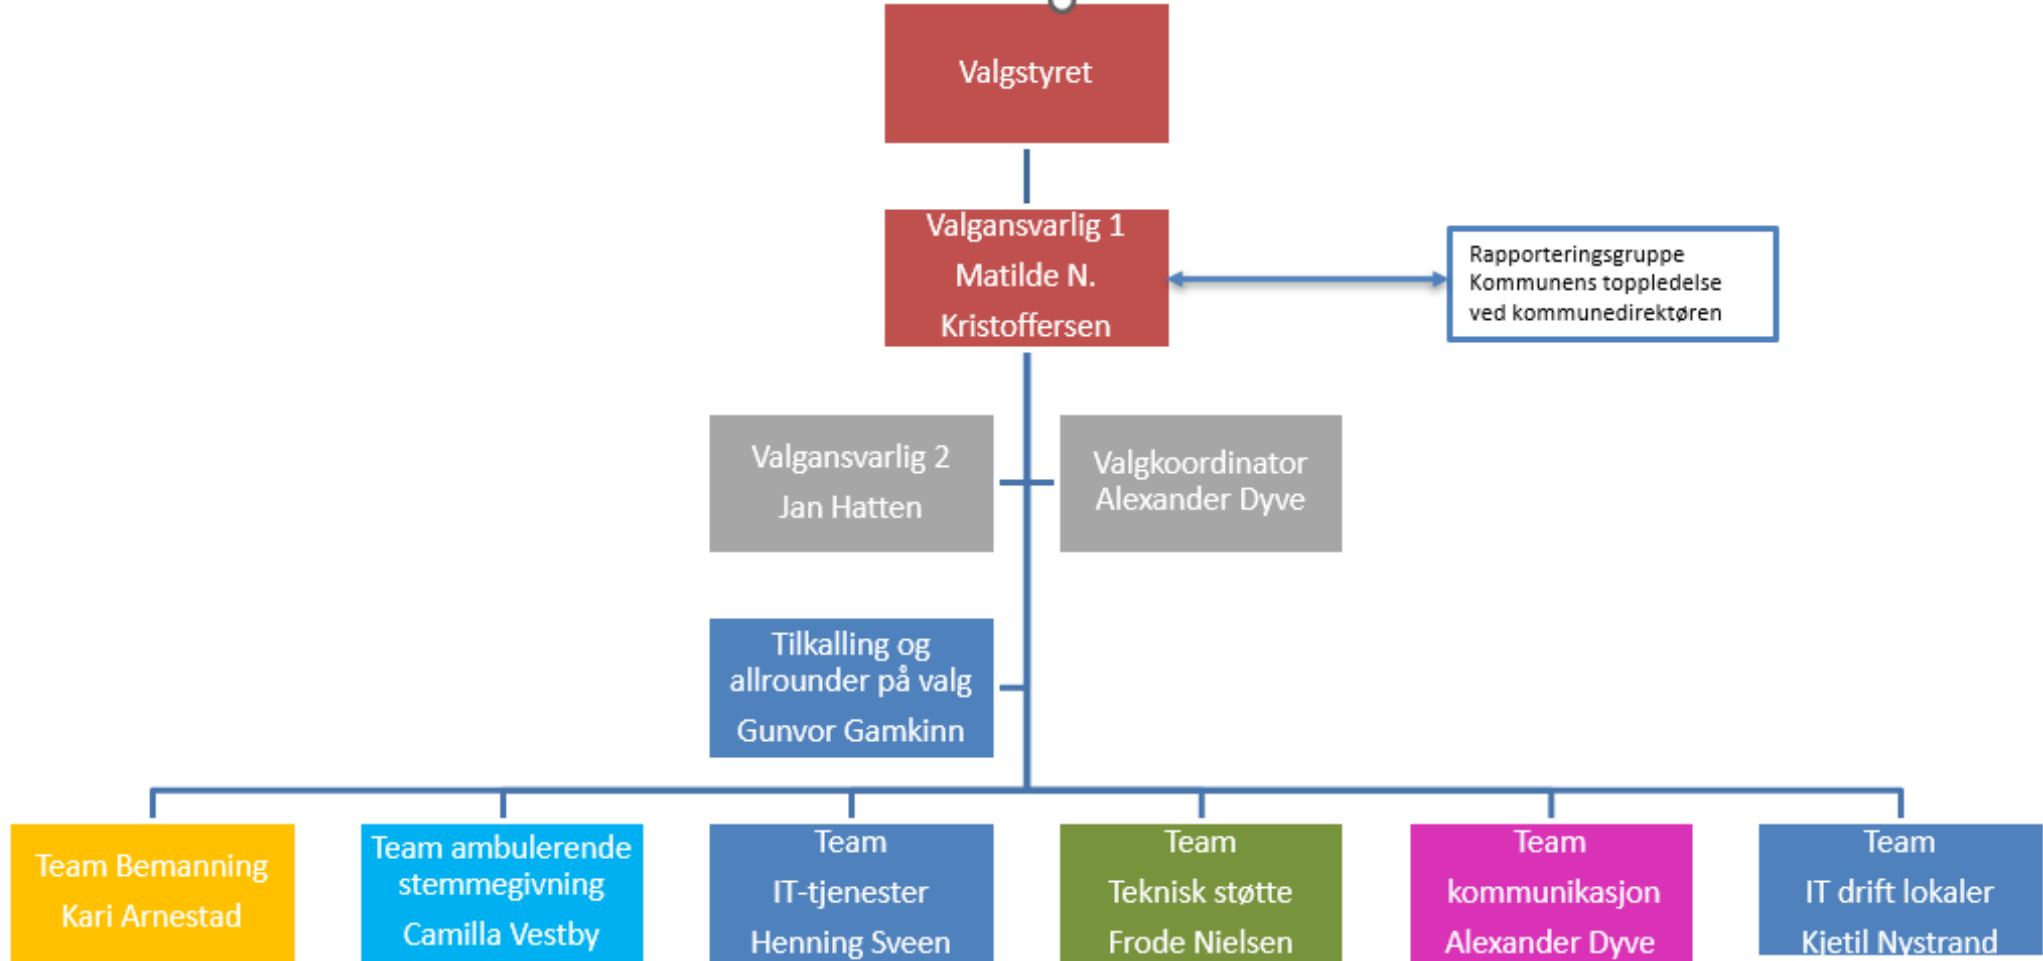 Valgstyret
Valgansvarlig 1
Matilde N.
Kristoffersen
Rapporteringsgruppe
Kommunens toppledelse
ved kommunedirektøren
Valgansvarlig 2
Jan Hatten
Valgkoordinator
Alexander Dyve
Tilkalling og
allrounder på valg
Gunvor Gamkinn
Team Bemanning
Kari Arnestad
Team ambulerende
stemmegivning
Camilla Vestby
Team
IT-tjenester
Henning Sveen
Team
Teknisk støtte
Frode Nielsen
Team
kommunikasjon
Alexander Dyve
Team
IT drift lokaler
Kjetil Nystrand